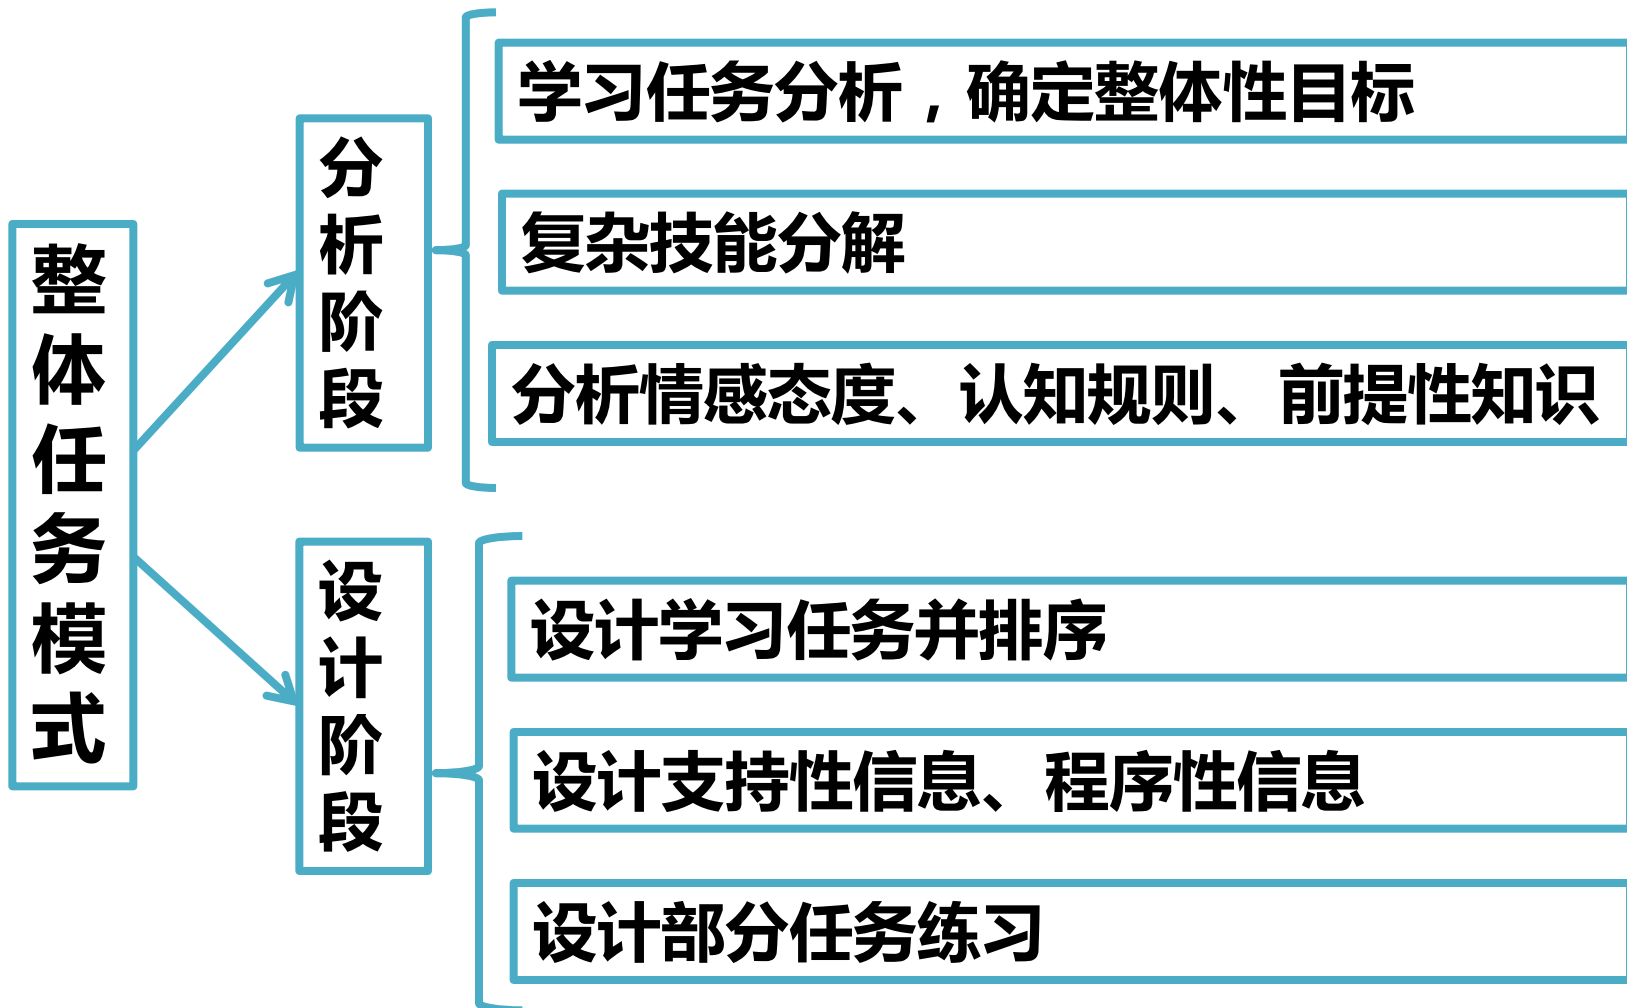 整体任务模式
分析阶段
学习任务分析，确定整体性目标
复杂技能分解
分析情感态度、认知规则、前提性知识
设计阶段
设计学习任务并排序
设计支持性信息、程序性信息
设计部分任务练习